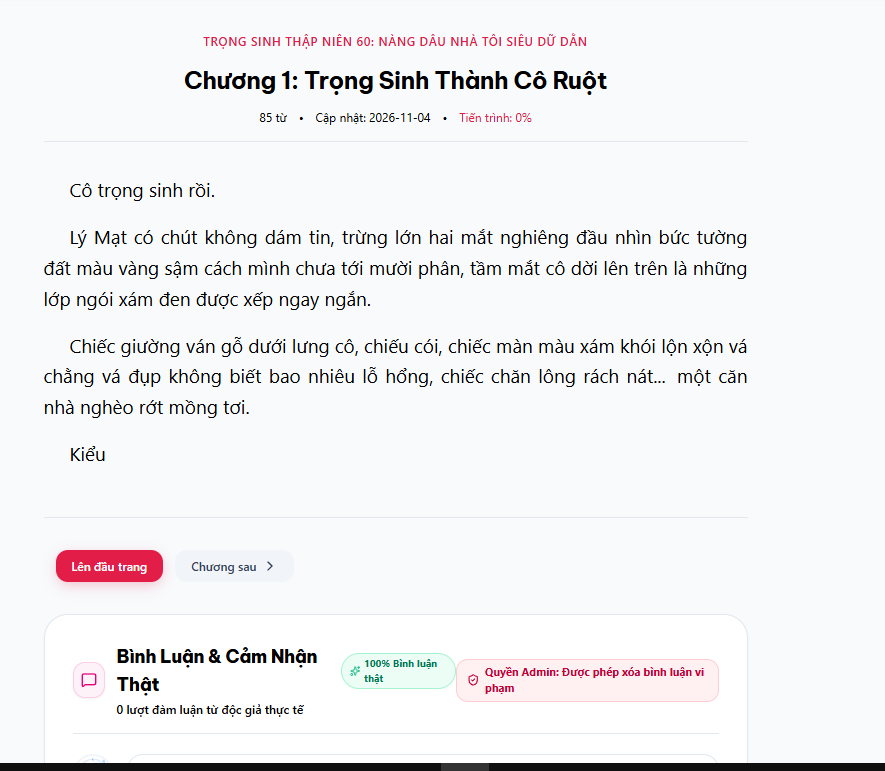 TRỌNG SINH THẬP NIÊN 60: NÀNG DÂU NHÀ TÔI SIÊU DỮ DẰN
Chương 1: Trọng Sinh Thành Cô Ruột
85 từ • Cập nhật: 2026-11-04 • Tiến trình: 0%
Cô trọng sinh rồi.
Lý Mạt có chút không dám tin, trừng lớn hai mắt nghiêng đầu nhìn bức tường
đất màu vàng sậm cách mình chưa tới mười phân, tầm mắt cô dời lên trên là những
lớp ngói xám đen được xếp ngay ngắn.
Chiếc giường ván gỗ dưới lưng cô, chiếu cói, chiếc màn màu xám khói lộn xộn vá
chằng vá đụp không biết bao nhiêu lỗ hổng, chiếc chăn lông rách nát... một căn
nhà nghèo rớt mồng tơi.
Kiểu
Lên đầu trang
Chương sau
Bình Luận & Cảm Nhận
Thật
0 lượt đàm luận từ độc giả thực tế
100% Bình luận
thật
Quyền Admin: Được phép xóa bình luận vi
phạm